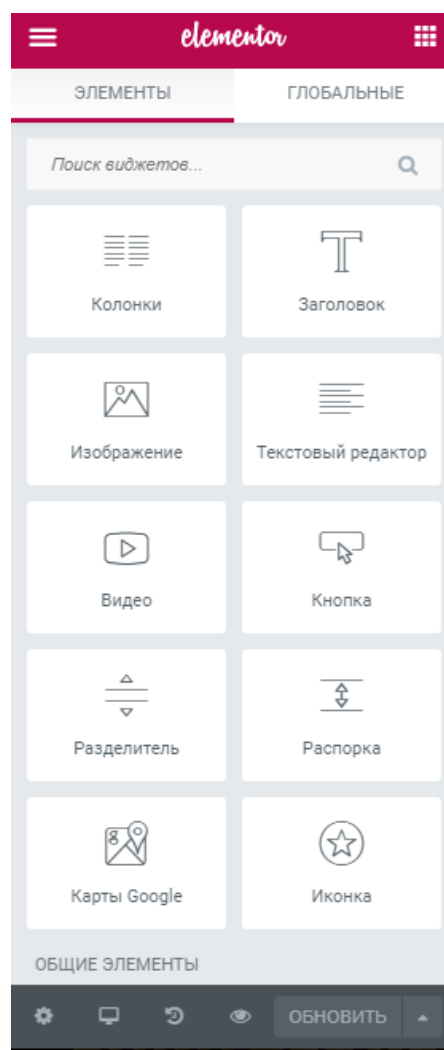 elementor
ЭЛЕМЕНТЫ ГЛОБАЛЬНЫЕ
Поиск виджетов...
Колонки Заголовок
Изображение Текстовый редактор
Видео Кнопка
Разделитель Распорка
Карты Google Иконка
ОБЩИЕ ЭЛЕМЕНТЫ
ОБНОВИТЬ